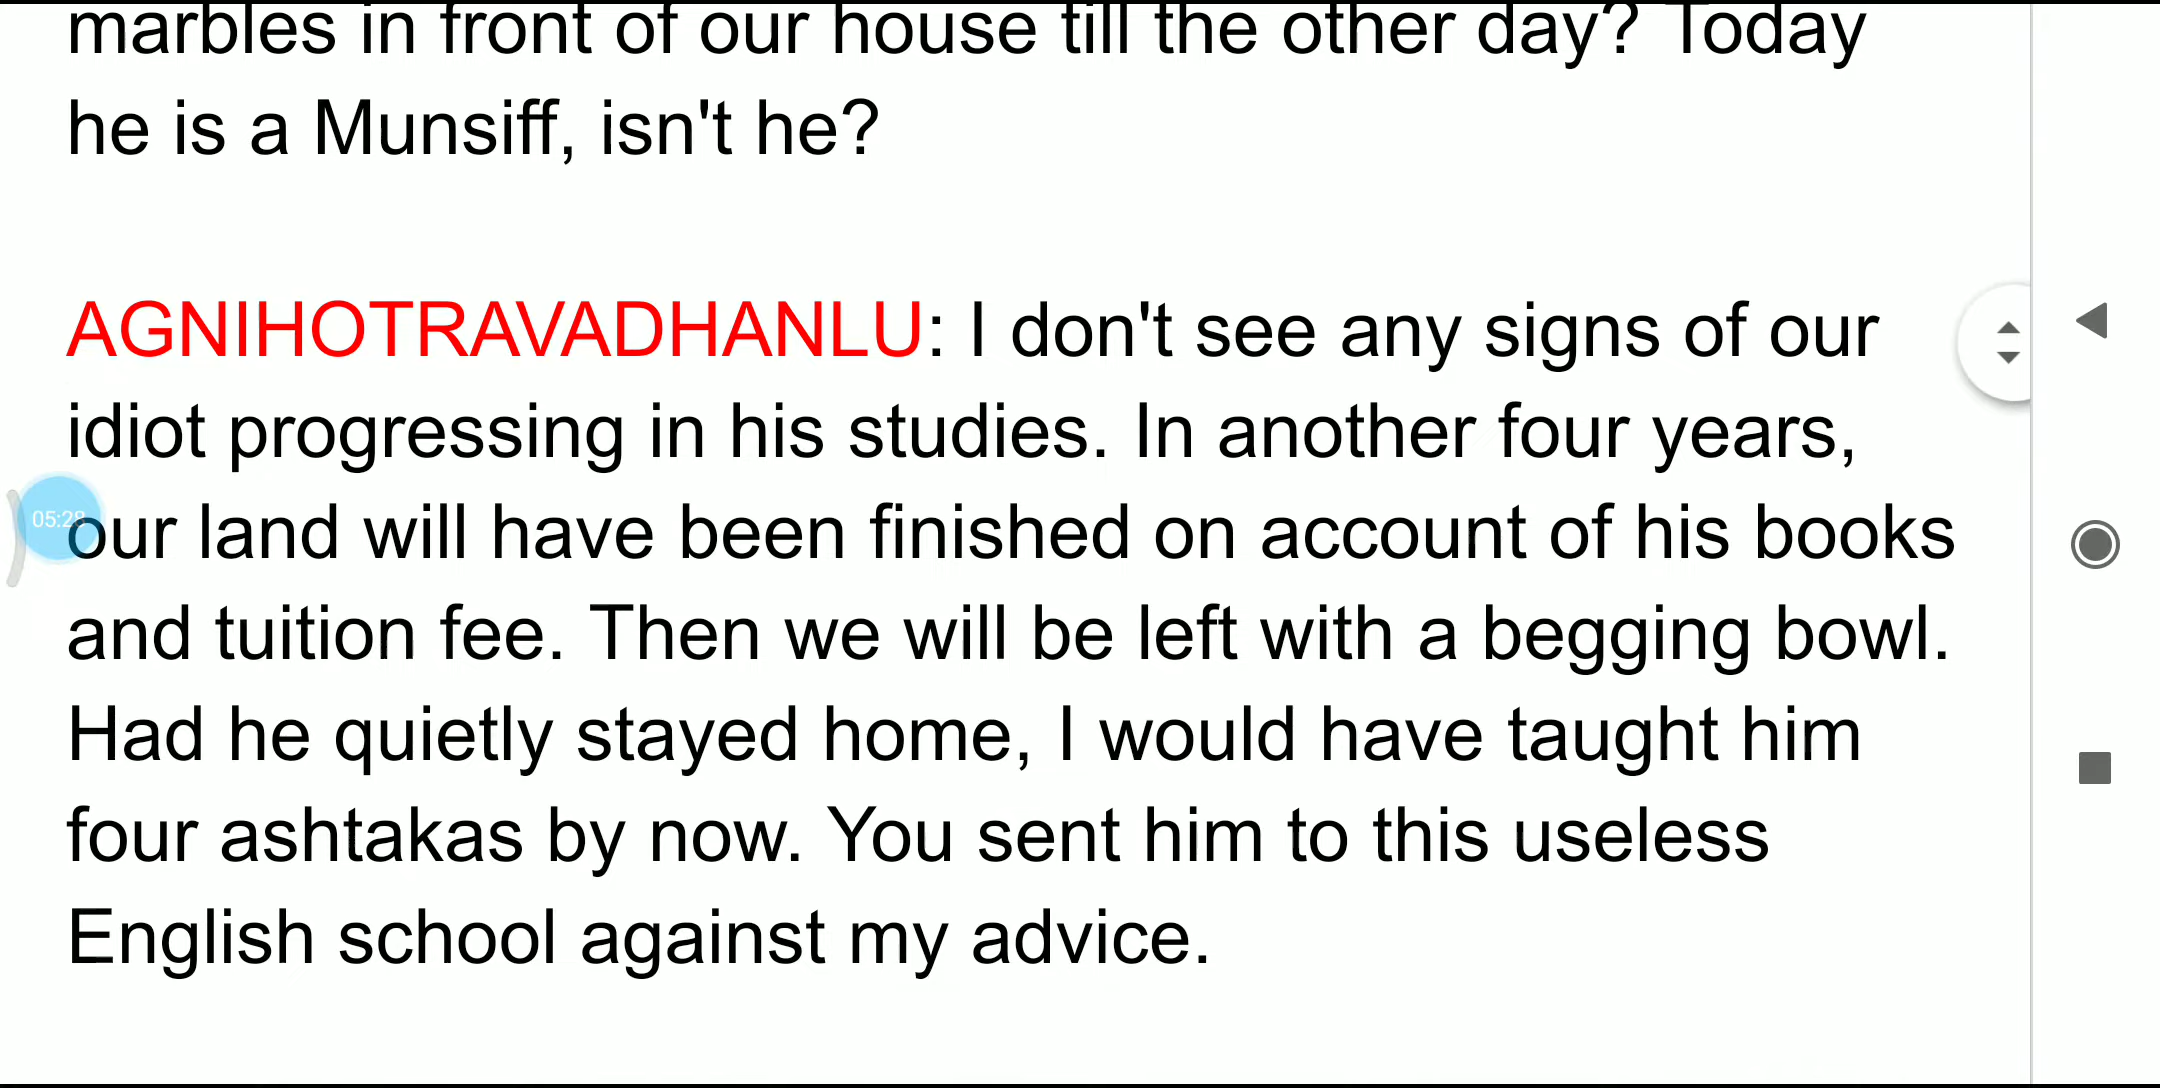 marbles in front of our house till the other day? Today
he is a Munsiff, isn't he?
AGNIHOTRAVADHANLU: I don't see any signs of our
idiot progressing in his studies. In another four years,
05:28
our land will have been finished on account of his books
and tuition fee. Then we will be left with a begging bowl.
Had he quietly stayed home, I would have taught him
four ashtakas by now. You sent him to this useless
English school against my advice.